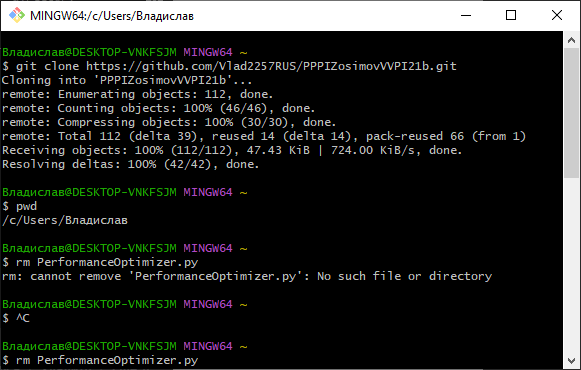 MINGW64:/c/Users/Владислав
Владислав@DESKTOP-VNKFSJM MINGW64 ~
$ git clone https://github.com/Vlad2257RUS/PPPIZosimovVVPI21b.git
Cloning into 'PPPIZosimovVVPI21b'...
remote: Enumerating objects: 112, done.
remote: Counting objects: 100% (46/46), done.
remote: Compressing objects: 100% (30/30), done.
remote: Total 112 (delta 39), reused 14 (delta 14), pack-reused 66 (from 1)
Receiving objects: 100% (112/112), 47.43 KiB | 724.00 KiB/s, done.
Resolving deltas: 100% (42/42), done.
Владислав@DESKTOP-VNKFSJM MINGW64 ~
$ pwd
/c/Users/Владислав
Владислав@DESKTOP-VNKFSJM MINGW64 ~
$ rm PerformanceOptimizer.py
rm: cannot remove 'PerformanceOptimizer.py': No such file or directory
Владислав@DESKTOP-VNKFSJM MINGW64 ~
$ ^C
Владислав@DESKTOP-VNKFSJM MINGW64 ~
$ rm PerformanceOptimizer.py